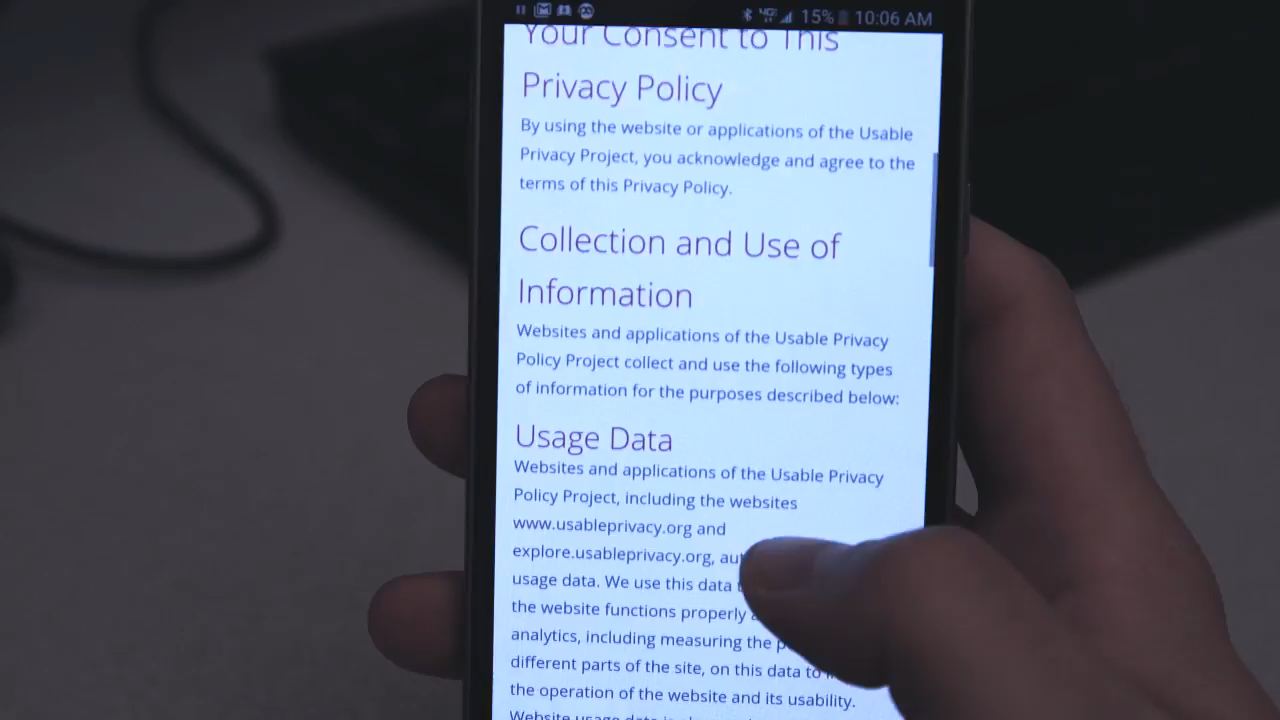 15% 10:06 AM
Your Consent to This
Privacy Policy
By using the website or applications of the Usable
Privacy Project, you acknowledge and agree to the
terms of this Privacy Policy.
Collection and Use of
Information
Websites and applications of the Usable Privacy
Policy Project collect and use the following types
of information for the purposes described below:
Usage Data
Websites and applications of the Usable Privacy
Policy Project, including the websites
www.usableprivacy.org and
explore.usableprivacy.org,
usage data. We use this data
the website functions properly
analytics, including measuring the
different parts of the site, on this data to
the operation of the website and its usability.
Website usage data is